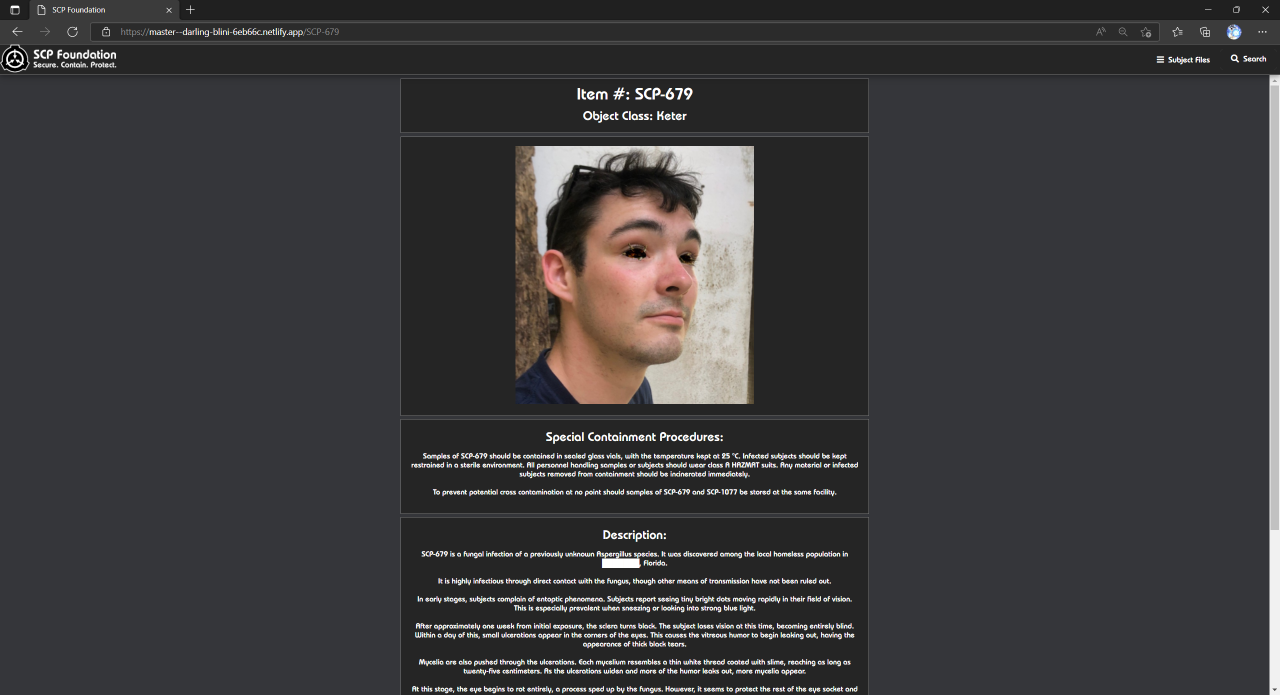 SCP Foundation
https://master--darling-blini-6eb66c.netlify.app/SCP-679
SCP Foundation
Secure. Contain. Protect.
Subject Files
Search
Item #: SCP-679
Object Class: Keter
Special Containment Procedures:
Samples of SCP-679 should be contained in sealed glass vials, with the temperature kept at 25 °C. Infected subjects should be kept
restrained in a sterile environment. All personnel handling samples or subjects should wear class A HAZMAT suits. Any material or infected
subjects removed from containment should be incinerated immediately.
To prevent potential cross contamination at no point should samples of SCP-679 and SCP-1077 be stored at the same facility.
Description:
SCP-679 is a fungal infection of a previously unknown Aspergillus species. It was discovered among the local homeless population in
, Florida.
It is highly infectious through direct contact with the fungus, though other means of transmission have not been ruled out.
In early stages, subjects complain of entoptic phenomena. Subjects report seeing tiny bright dots moving rapidly in their field of vision.
This is especially prevalent when sneezing or looking into strong blue light.
After approximately one week from initial exposure, the sclera turns black. The subject loses vision at this time, becoming entirely blind.
Within a day of this, small ulcerations appear in the corners of the eyes. This causes the vitreous humor to begin leaking out, having the
appearance of thick black tears.
Mycelia are also pushed through the ulcerations. Each mycelium resembles a thin white thread coated with slime, reaching as long as
twenty-five centimeters. As the ulcerations widen and more of the humor leaks out, more mycelia appear.
At this stage, the eye begins to rot entirely, a process sped up by the fungus. However, it seems to protect the rest of the eye socket and